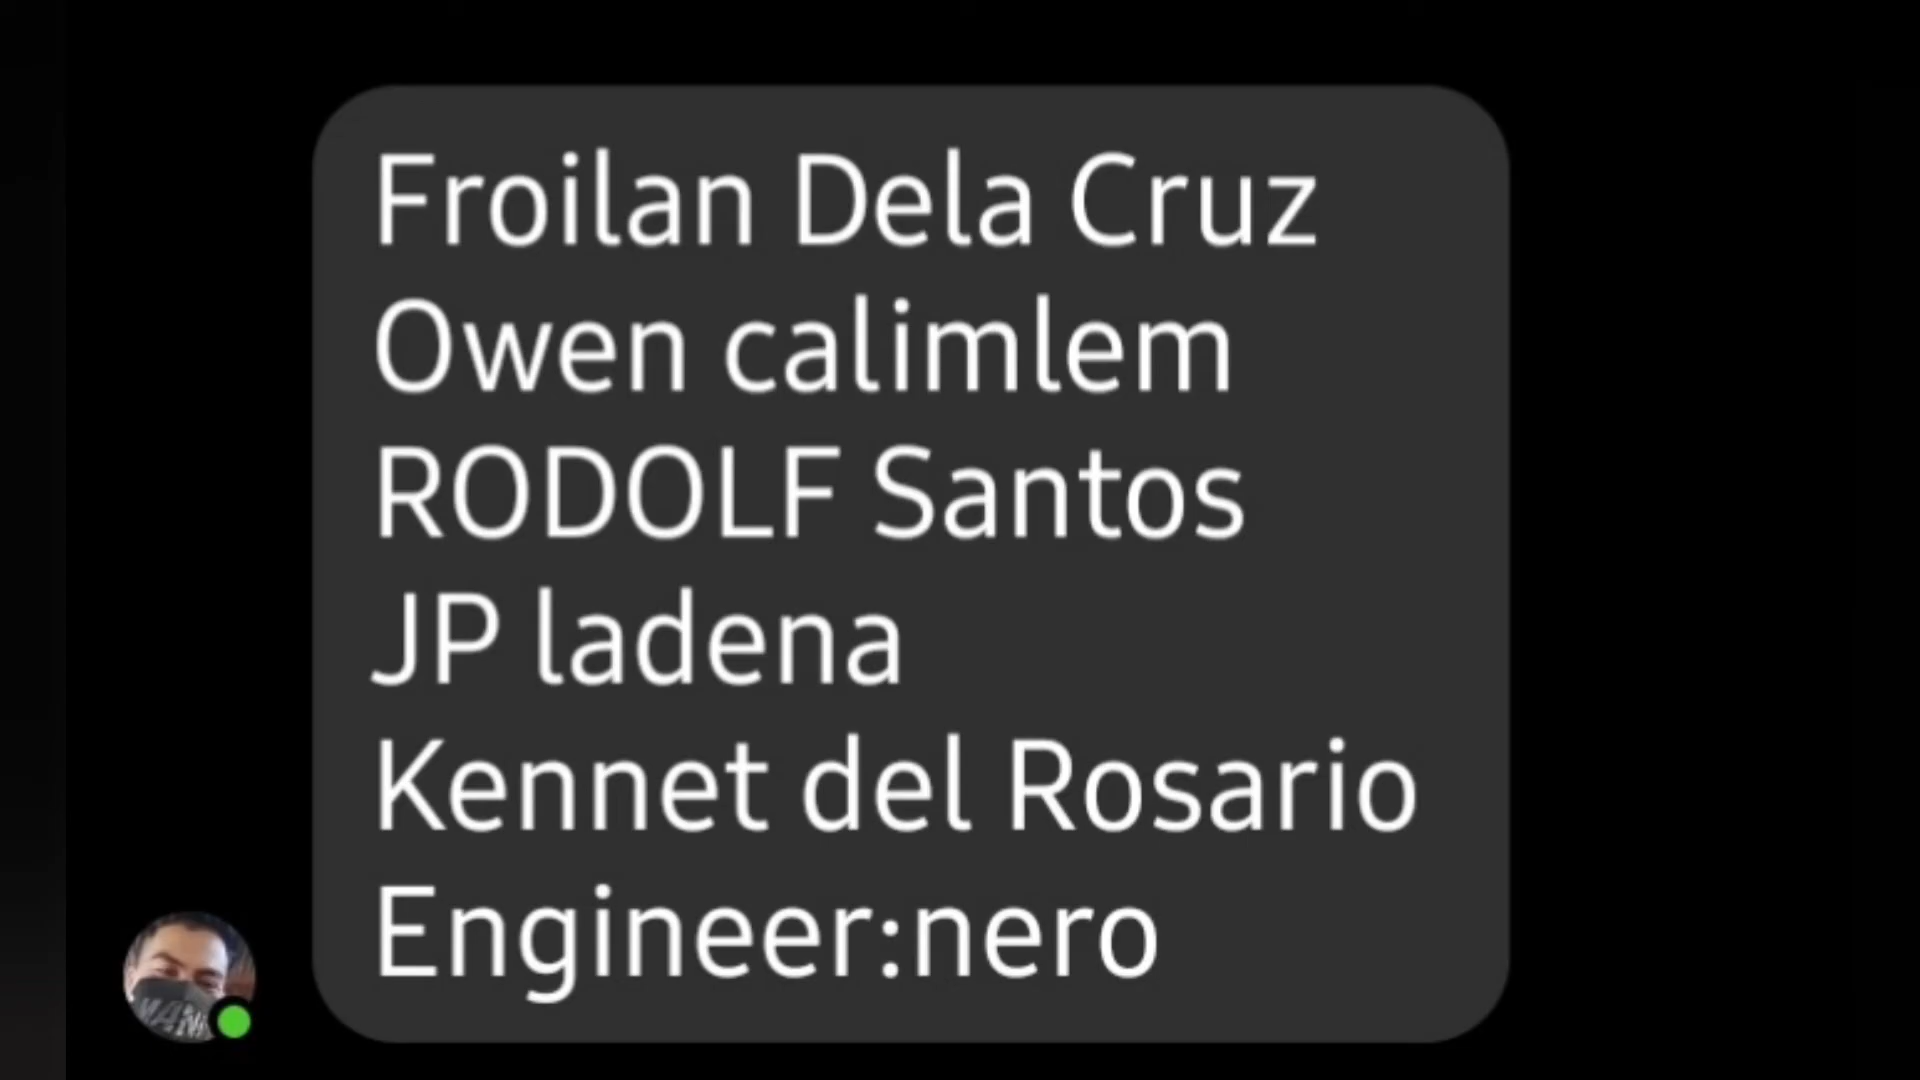 Froilan Dela Cruz
Owen calimlem
RODOLF Santos
JP ladena
Kennet del Rosario
Engineer:nero